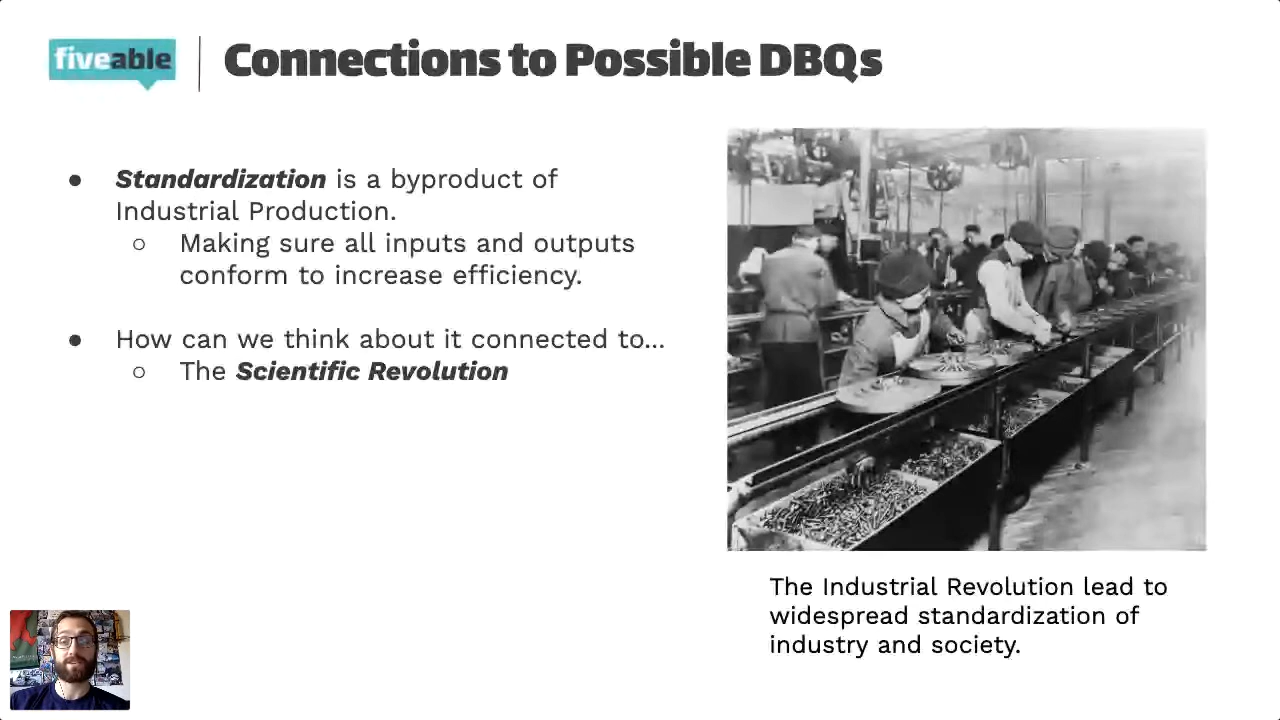 fiveable
Connections to Possible DBQs
● Standardization is a byproduct of
Industrial Production.
○ Making sure all inputs and outputs
conform to increase efficiency.
● How can we think about it connected to...
○ The Scientific Revolution
The Industrial Revolution lead to
widespread standardization of
industry and society.